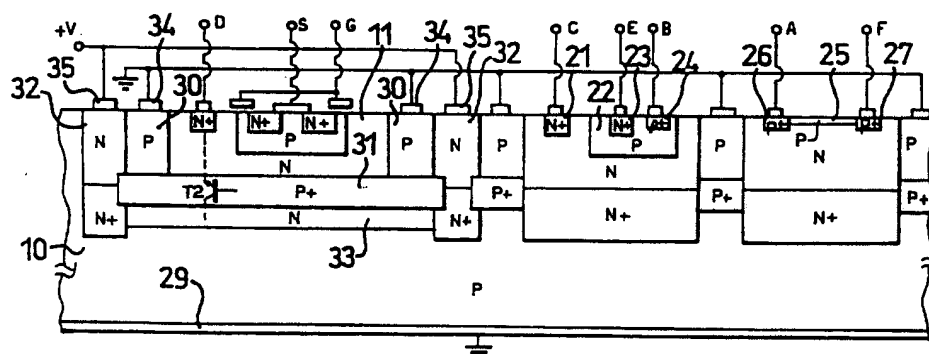 +V 34 D S G 11 34 35 32 C E B A F
35 30 30 21 22 23 24 26 25 27
32
N P N+ N+ N+ P N P N P N+ P N+ P+ P P+ P- P+ P
N 31 N N
T2 P+ P+ P+ P+
N+ N N+ N+ N+
10 33
29 P